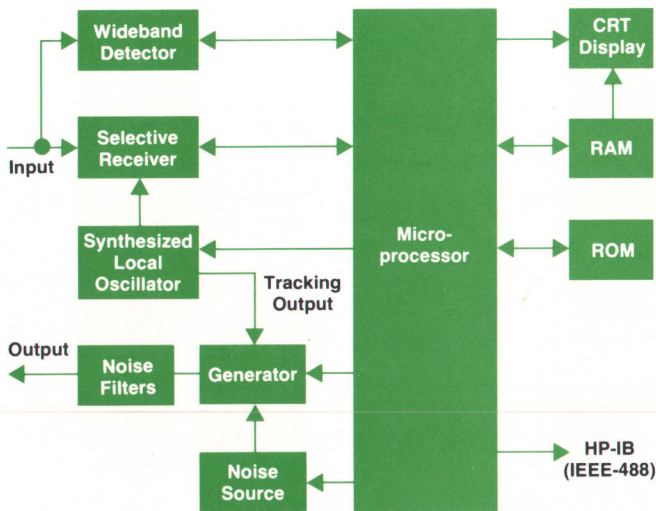 Wideband
Detector
CRT
Display
Input
Selective
Receiver
RAM
Synthesized
Local
Oscillator
Micro-
processor
ROM
Tracking
Output
Output
Noise
Filters
Generator
Noise
Source
HP-IB
(IEEE-488)